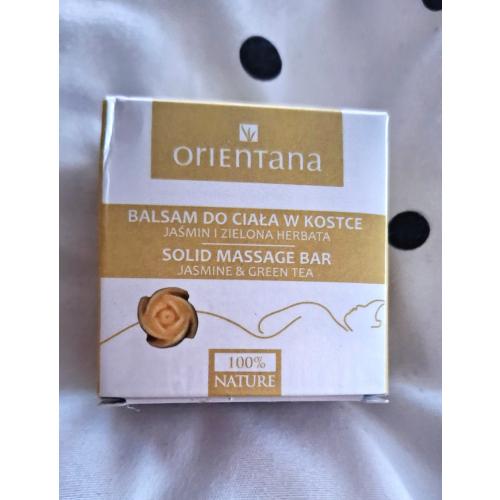 ORIENTANA
BALSAM DO CIAŁA W KOSTCE
JAŚMIN I ZIELONA HERBATA
SOLID MASSAGE BAR
JASMINE & GREEN TEA
100%
NATURE